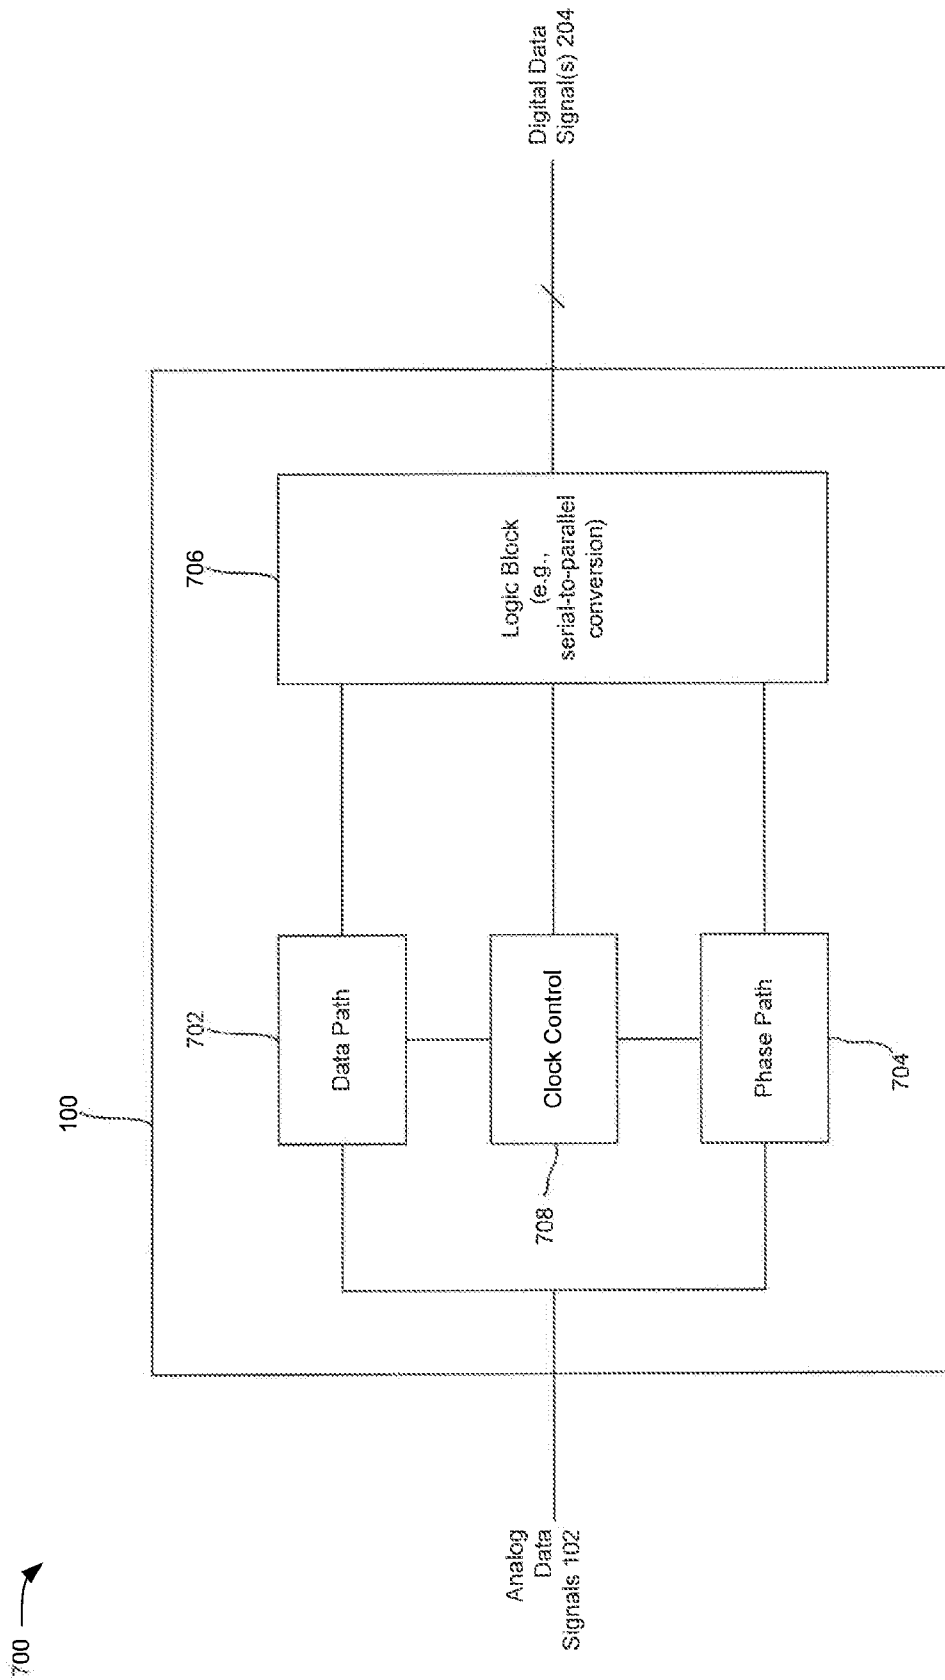 700
100
Analog
Data
Signals 102
702
Data Path
708
Clock Control
Phase Path
704
706
Logic Block
(e.g.,
serial-to-parallel
conversion)
Digital Data
Signal(s) 204